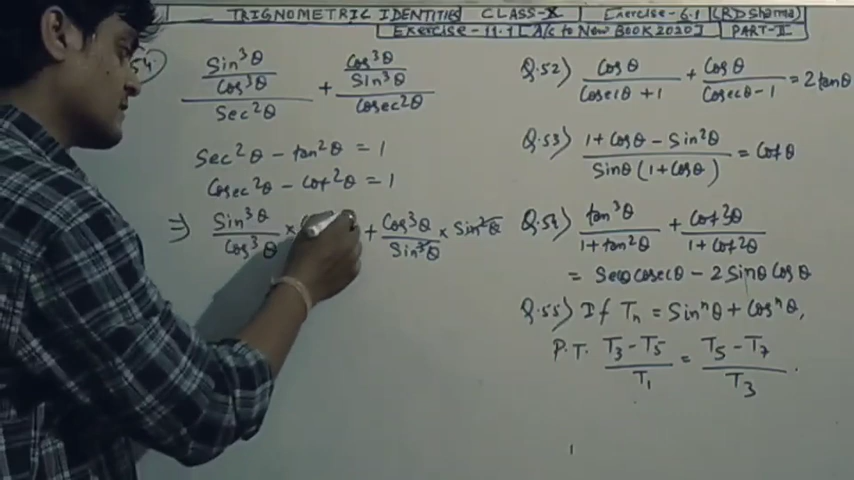 TRIGNOMETRIC IDENTITIES CLASS-X Exercise-6.1 (RD Sharma)
Exercise-11.1 [A/c to New BOOK 2020] PART-II
54.
Sin³θ/Cos³θ / Sec²θ + Cos³θ/Sin³θ / Cosec²θ
Sec²θ - tan²θ = 1
Cosec²θ - Cot²θ = 1
⇒ Sin³θ/Cos³θ × + Cos³θ/Sin³θ × Sin²θ
Q.52) Cosθ/Cosecθ + 1 + Cosθ/Cosecθ - 1 = 2tanθ
Q.53) 1 + Cosθ - Sin²θ / Sinθ(1 + Cosθ) = Cotθ
Q.54) tan³θ/1 + tan²θ + Cot³θ/1 + Cot²θ
= Secθ Cosecθ - 2 Sinθ Cosθ
Q.55) If Tₙ = Sinⁿθ + Cosⁿθ,
P.T. T₃ - T₅/T₁ = T₅ - T₇/T₃.